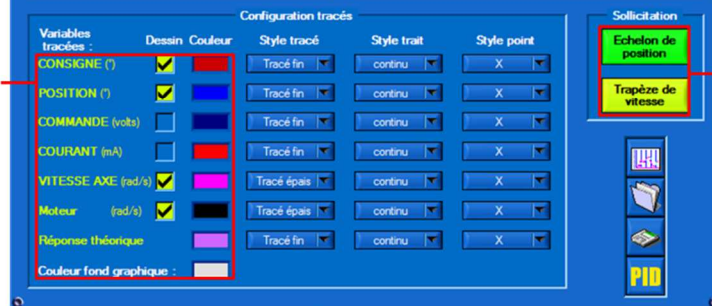 Configuration tracés
Sollicitation
Variables tracées :
Dessin Couleur Style tracé Style trait Style point
CONSIGNE (°) Tracé fin continu X
POSITION (°) Tracé fin continu X
COMMANDE (volts) Tracé fin continu X
COURANT (mA) Tracé fin continu X
VITESSE AXE (rad/s) Tracé épais continu X
Moteur (rad/s) Tracé épais continu X
Réponse théorique Tracé fin continu X
Couleur fond graphique :
Echelon de
position
Trapèze de
vitesse
PID